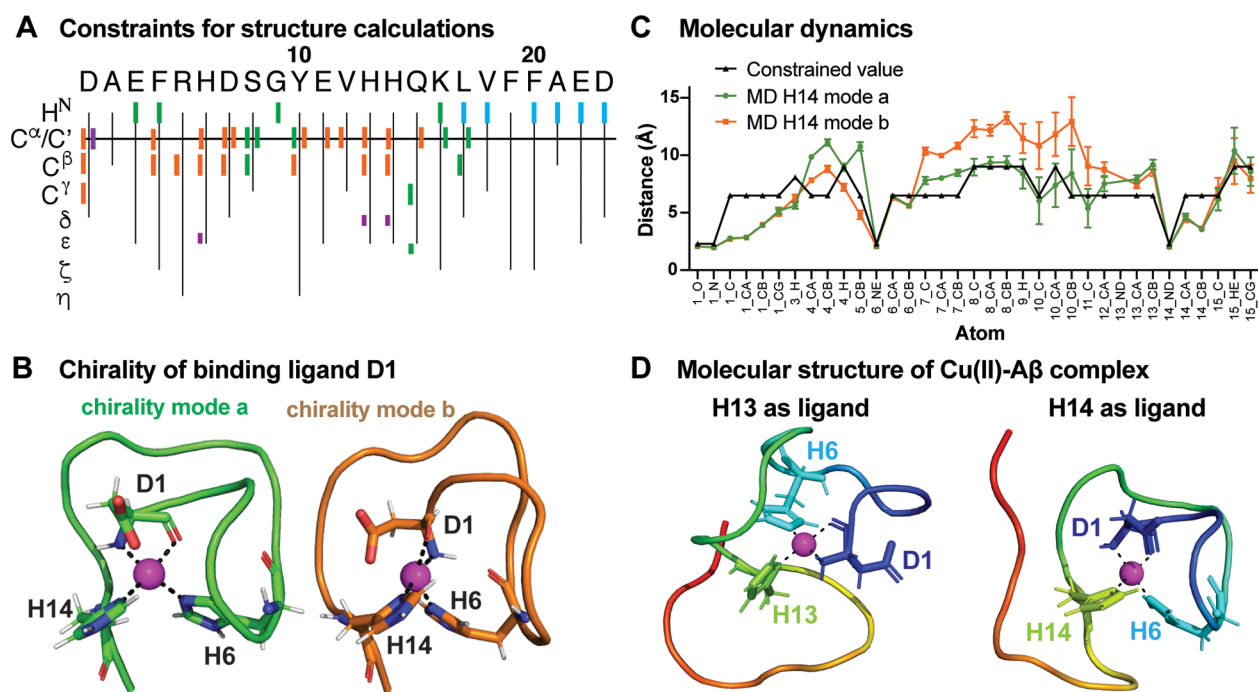 A Constraints for structure calculations
10 20
D A E F R H D S G Y E V H H Q K L V F F A E D
Hᴺ
Cᵅ/C'
Cᵝ
Cᵞ
δ
ε
ζ
η
B Chirality of binding ligand D1
chirality mode a
chirality mode b
D1
H14
H6
D1
H6
H14
C Molecular dynamics
Constrained value
MD H14 mode a
MD H14 mode b
Distance (Å)
15
10
5
0
1_O
1_N
1_C
1_CA
1_CB
1_CG
3_H
4_CA
4_CB
4_H
5_CB
6_NE
6_CA
6_CB
7_C
7_CA
7_CB
8_C
8_CA
8_CB
9_H
10_C
10_CA
10_CB
11_C
12_CA
13_ND
13_CA
13_CB
14_ND
14_CA
14_CB
15_C
15_HE
15_CG
Atom
D Molecular structure of Cu(II)-Aβ complex
H13 as ligand
H14 as ligand
H6
D1
H13
D1
H14
H6